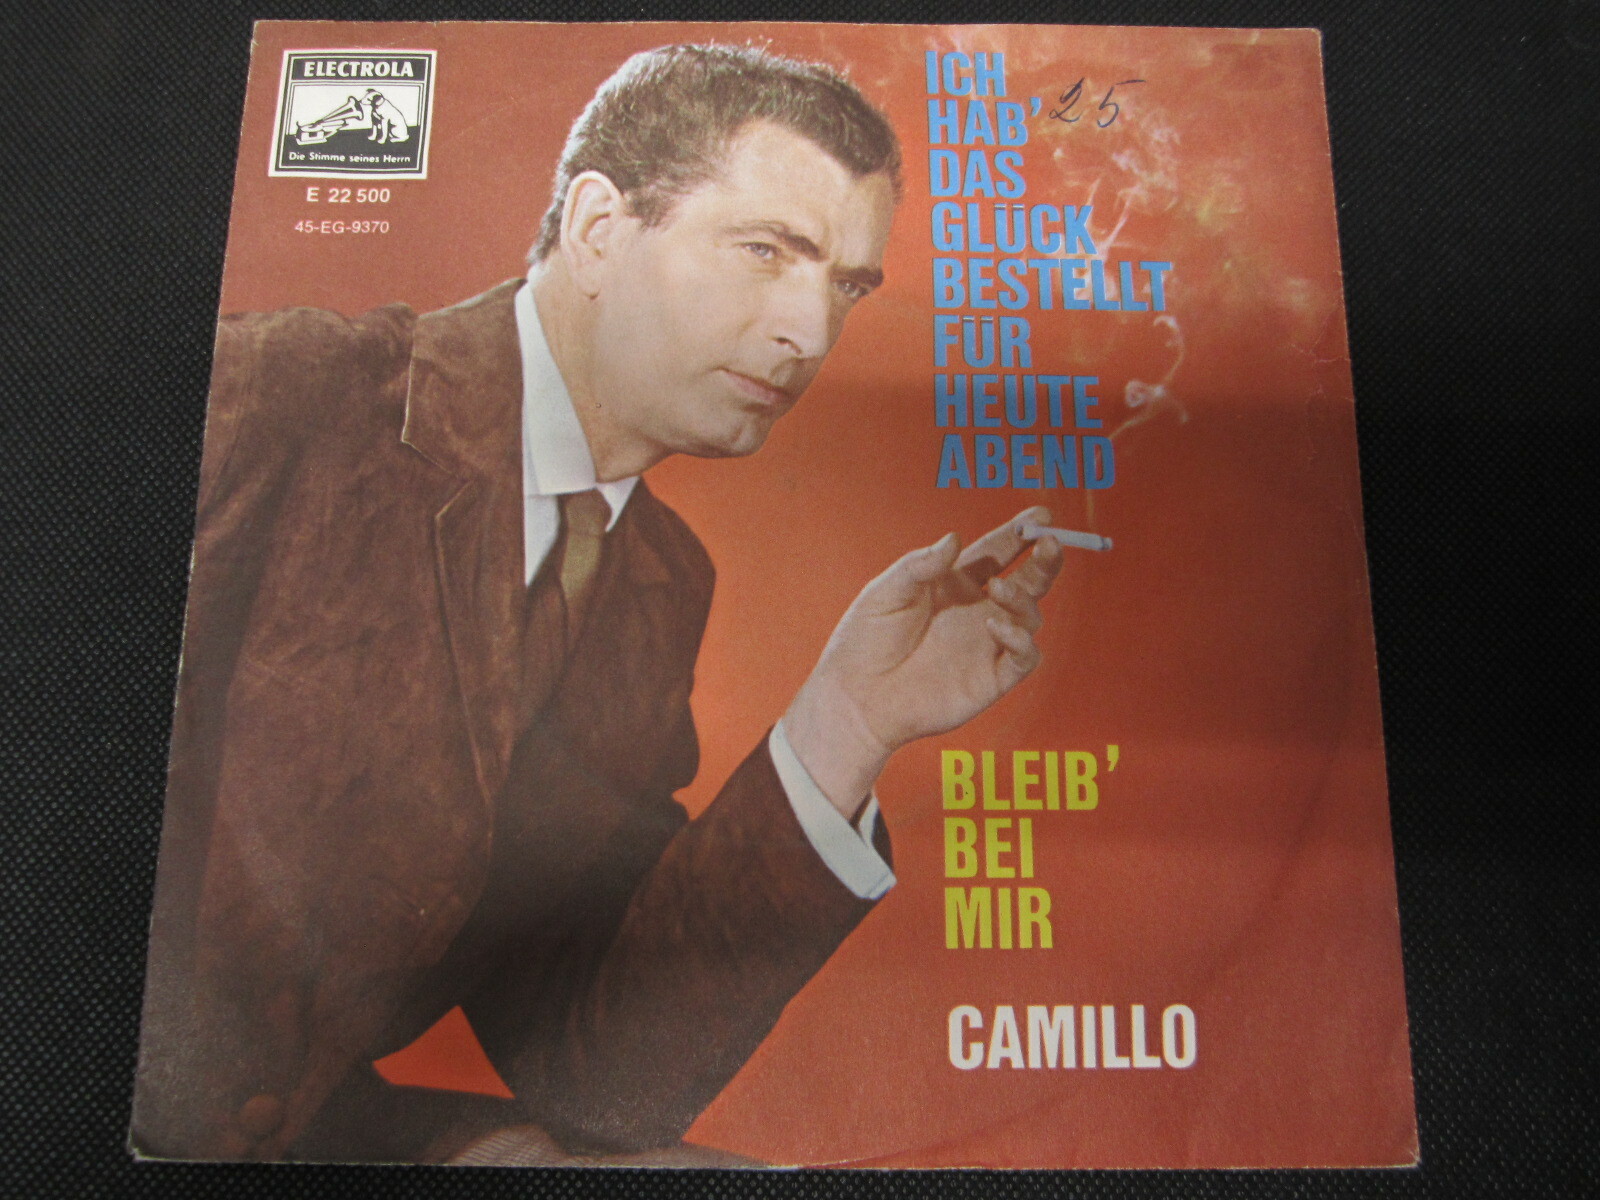 ELECTROLA
Die Stimme seines Herrn
E 22 500
45-EG-9370
ICH
HAB' 25
DAS
GLÜCK
BESTELLT
FÜR
HEUTE
ABEND
BLEIB'
BEI
MIR
CAMILLO